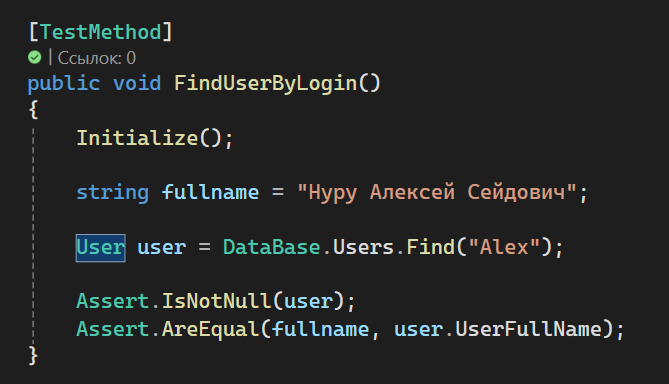 [TestMethod]
| Ссылок: 0
public void FindUserByLogin()
{
Initialize();
string fullname = "Нуру Алексей Сейдович";
User user = DataBase.Users.Find("Alex");
Assert.IsNotNull(user);
Assert.AreEqual(fullname, user.UserFullName);
}